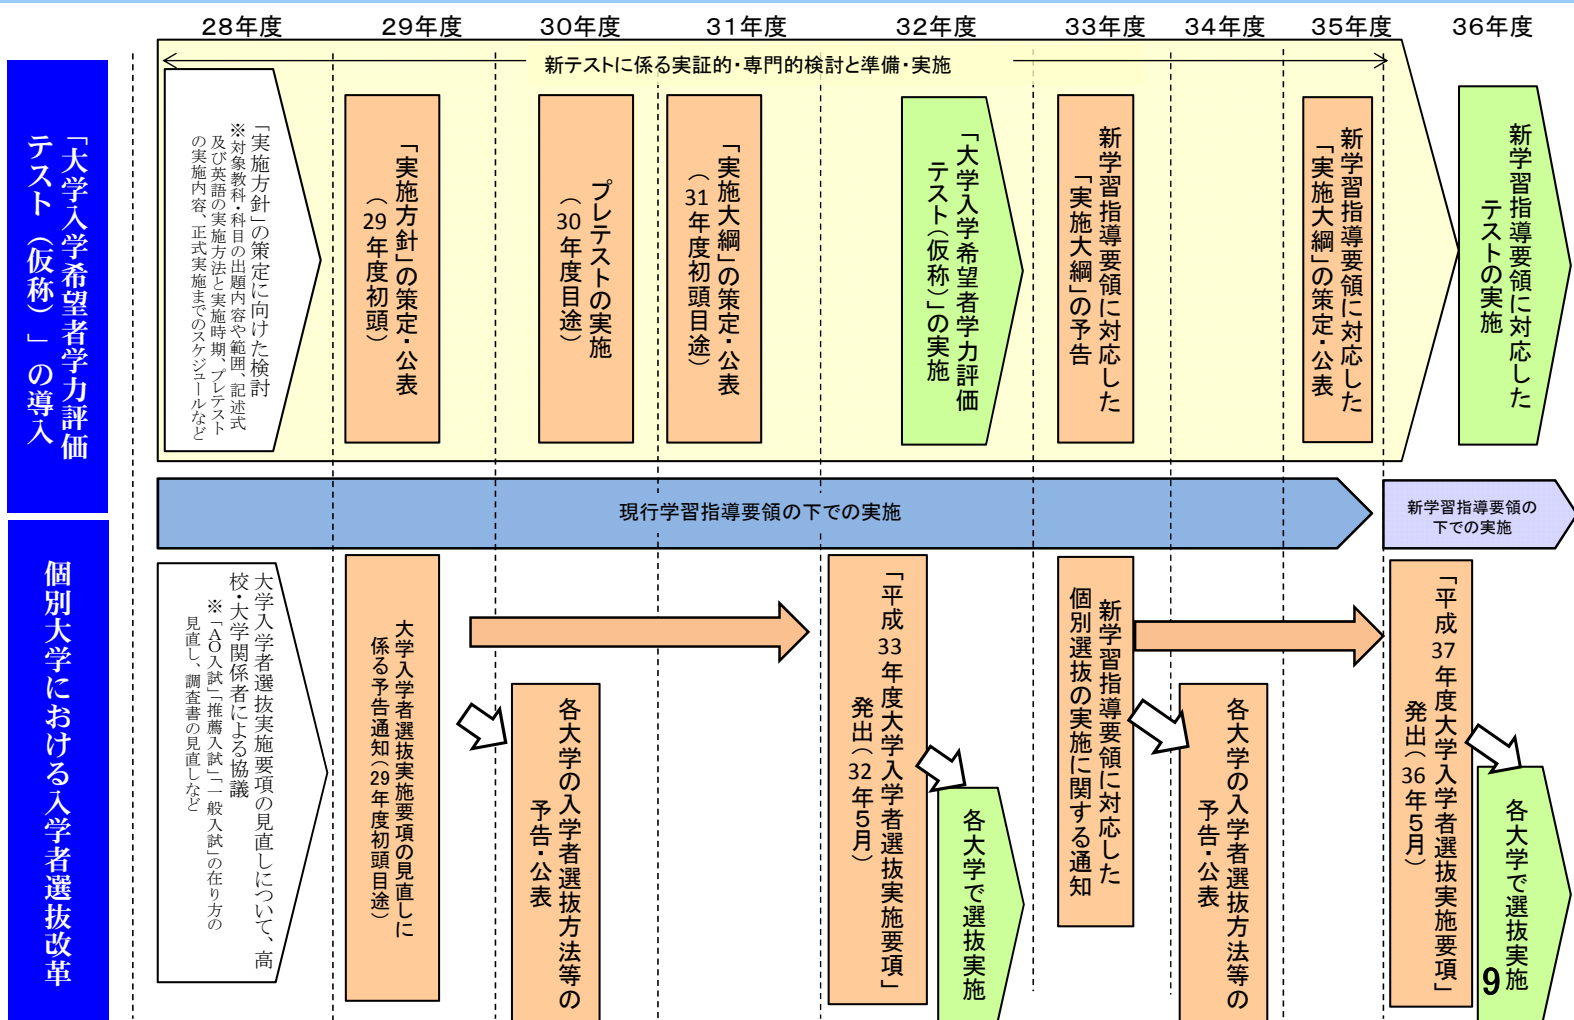 28年度
29年度
30年度
31年度
32年度
33年度
34年度
35年度
36年度
「大学入学希望者学力評価
テスト（仮称）」の導入
新テストに係る実証的・専門的検討と準備・実施
「実施方針」の策定に向けた検討
※対象教科・科目の出題内容や範囲、記述式
及び英語の実施方法と実施時期、プレテスト
の実施内容、正式実施までのスケジュールなど
「実施方針」の策定・公表
（29年度初頭）
プレテストの実施
（30年度目途）
「実施大綱」の策定・公表
（31年度初頭目途）
「大学入学希望者学力評価
テスト（仮称）」の実施
新学習指導要領に対応した
「実施大綱」の予告
新学習指導要領に対応した
「実施大綱」の策定・公表
新学習指導要領に対応した
テストの実施
現行学習指導要領の下での実施
新学習指導要領の
下での実施
個別大学における入学者選抜改革
大学入学者選抜実施要項の見直しについて、高
校・大学関係者による協議
※「AO入試」「推薦入試」「一般入試」の在り方の
見直し、調査書の見直しなど
大学入学者選抜実施要項の見直しに
係る予告通知（29年度初頭目途）
各大学の入学者選抜方法等の
予告・公表
「平成33年度大学入学者選抜実施要項」
発出（32年5月）
各大学で選抜実施
新学習指導要領に対応した
個別選抜の実施に関する通知
各大学の入学者選抜方法等の
予告・公表
「平成37年度大学入学者選抜実施要項」
発出（36年5月）
各大学で選抜実施
9